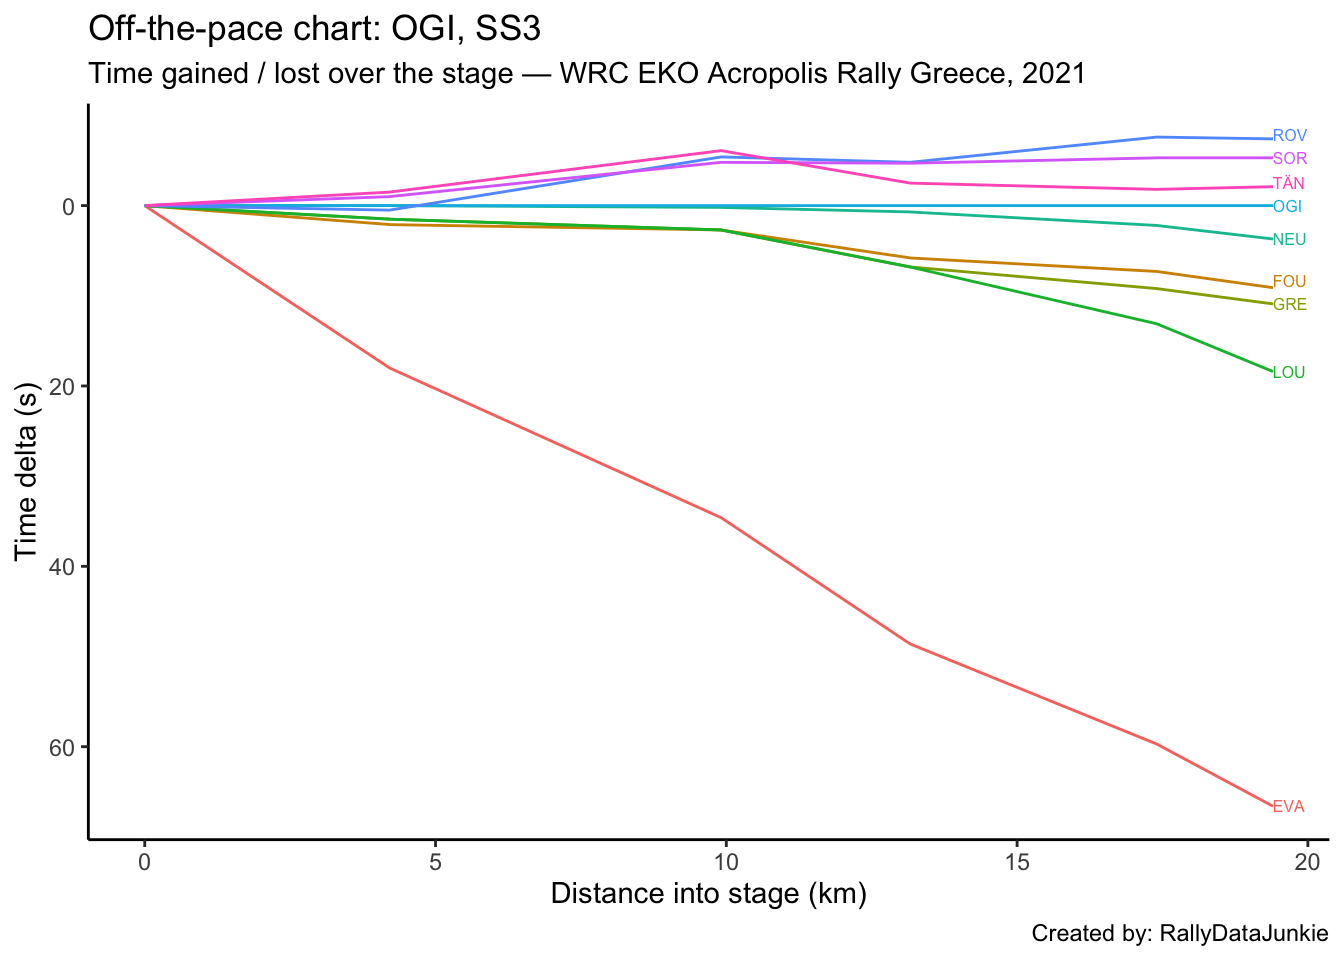 Off-the-pace chart: OGI, SS3
Time gained / lost over the stage — WRC EKO Acropolis Rally Greece, 2021
ROV
SOR
TÄN
OGI
NEU
FOU
GRE
LOU
EVA
0
20
40
60
Time delta (s)
0 5 10 15 20
Distance into stage (km)
Created by: RallyDataJunkie